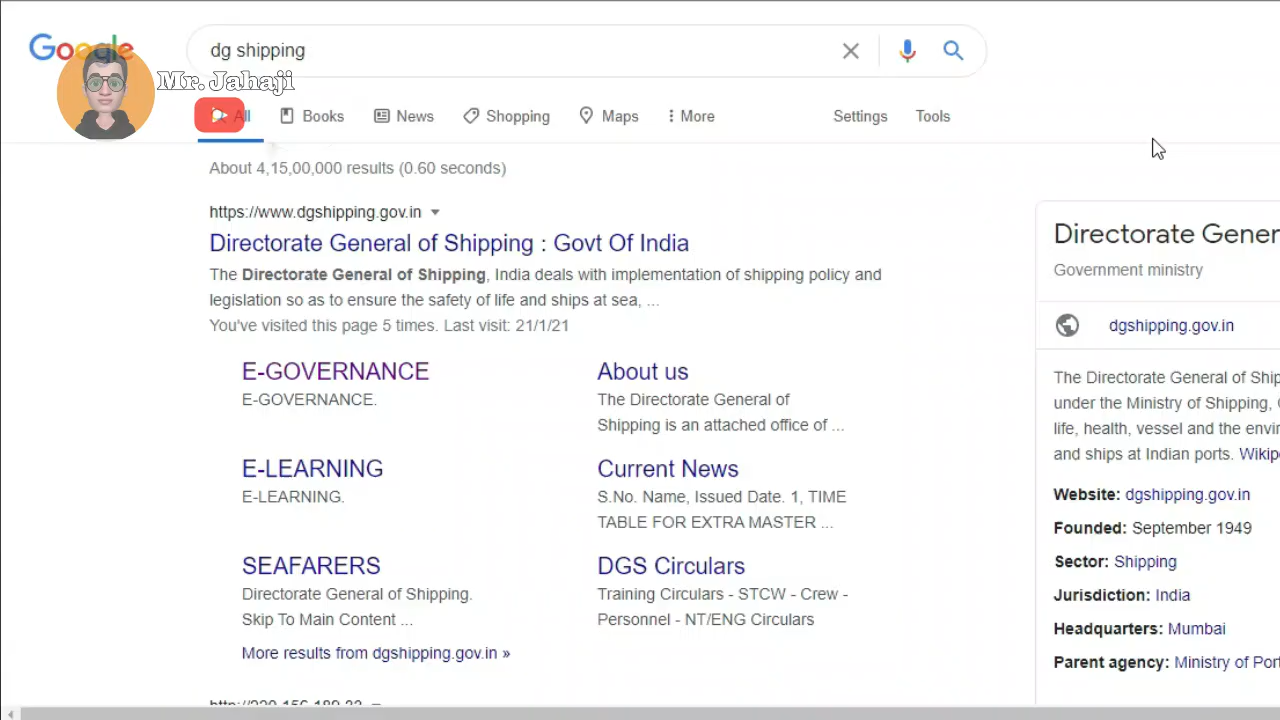 Google
dg shipping
Mr. Jahaji
All
Books
News
Shopping
Maps
More
Settings
Tools
About 4,15,00,000 results (0.60 seconds)
https://www.dgshipping.gov.in
Directorate General of Shipping : Govt Of India
The Directorate General of Shipping, India deals with implementation of shipping policy and
legislation so as to ensure the safety of life and ships at sea, ...
You've visited this page 5 times. Last visit: 21/1/21
E-GOVERNANCE
E-GOVERNANCE.
About us
The Directorate General of
Shipping is an attached office of ...
E-LEARNING
E-LEARNING.
Current News
S.No. Name, Issued Date. 1, TIME
TABLE FOR EXTRA MASTER ...
SEAFARERS
Directorate General of Shipping.
Skip To Main Content ...
DGS Circulars
Training Circulars - STCW - Crew -
Personnel - NT/ENG Circulars
More results from dgshipping.gov.in »
Directorate Gener
Government ministry
dgshipping.gov.in
The Directorate General of Ship
under the Ministry of Shipping,
life, health, vessel and the envir
and ships at Indian ports. Wikip
Website: dgshipping.gov.in
Founded: September 1949
Sector: Shipping
Jurisdiction: India
Headquarters: Mumbai
Parent agency: Ministry of Port